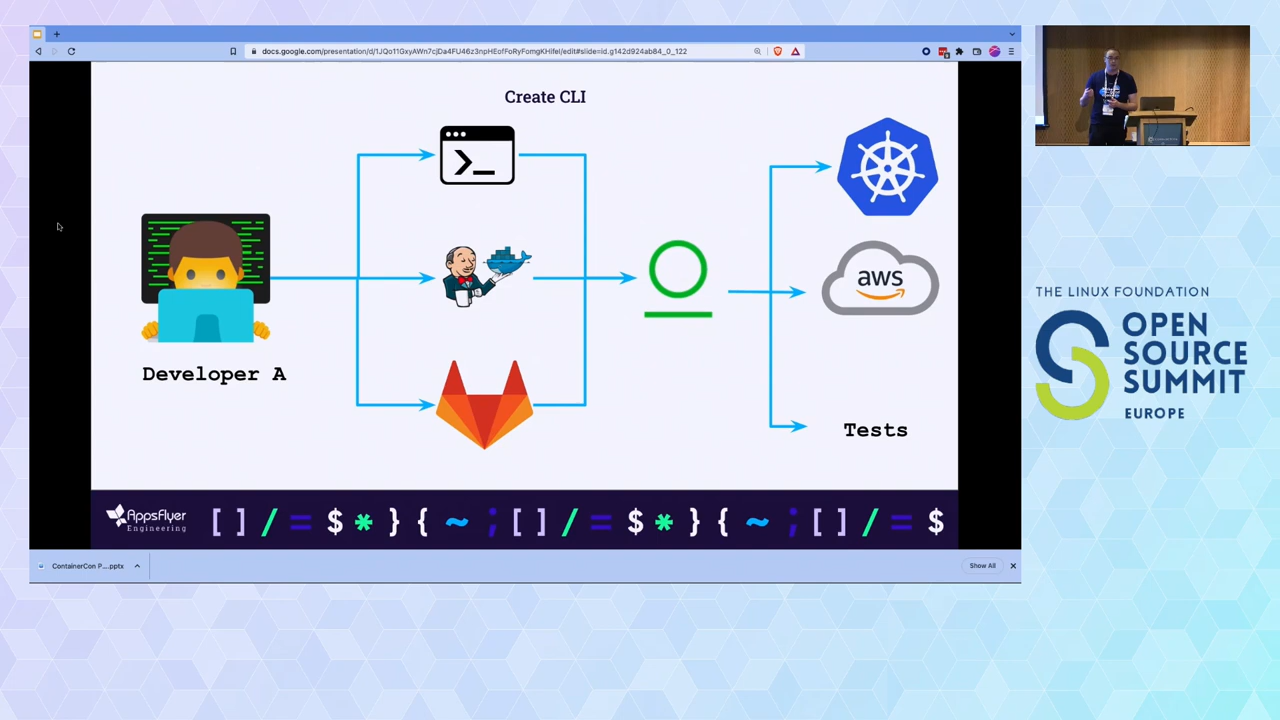 docs.google.com/presentation/d/1JQo11GxyAWn7cjDa4FU46z3npHEofFoRyFomgKHifeI/edit#slide=id.g142d924ab84_0_122
Create CLI
>_
aws
Developer A
Tests
AppsFlyer
Engineering
[ ] / = $ * } { ~ ; [ ] / = $ * } { ~ ; [ ] / = $
ContainerCon P....pptx
Show All
THE LINUX FOUNDATION
OPEN
SOURCE
SUMMIT
EUROPE